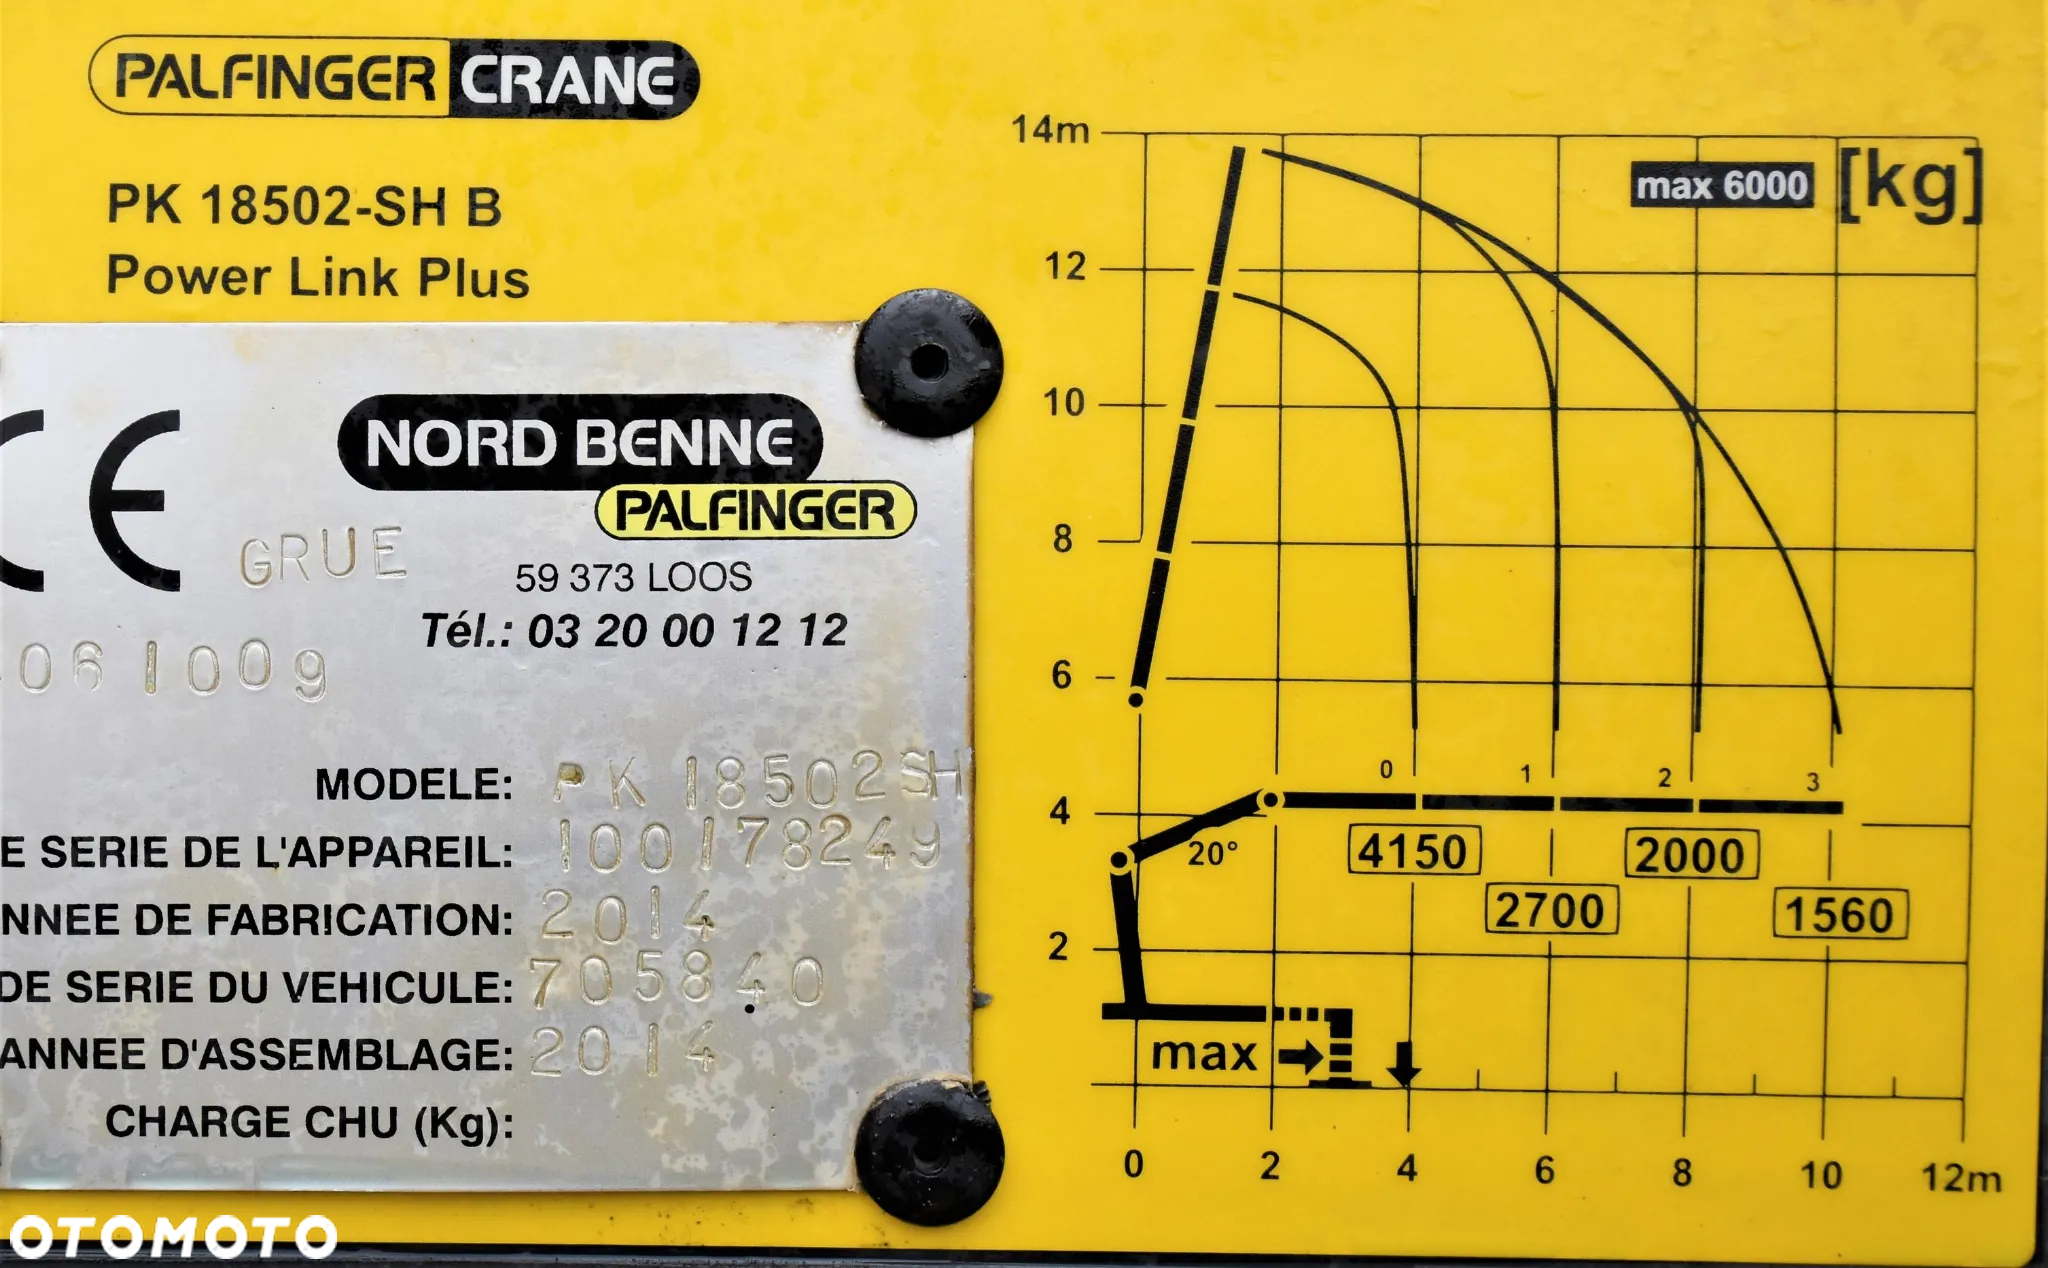 PALFINGER CRANE
PK 18502-SH B
Power Link Plus
CE
NORD BENNE
PALFINGER
GRUE
59 373 LOOS
Tél.: 03 20 00 12 12
061009
MODELE: PK 18502SH
E SERIE DE L'APPAREIL: 100178249
NNEE DE FABRICATION: 2014
DE SERIE DU VEHICULE: 705840
ANNEE D'ASSEMBLAGE: 2014
CHARGE CHU (Kg):
14m
max 6000 [kg]
12
10
8
6
0 1 2 3
4
20°
4150 2000
2700 1560
2
max
0 2 4 6 8 10 12m
OTOMOTO